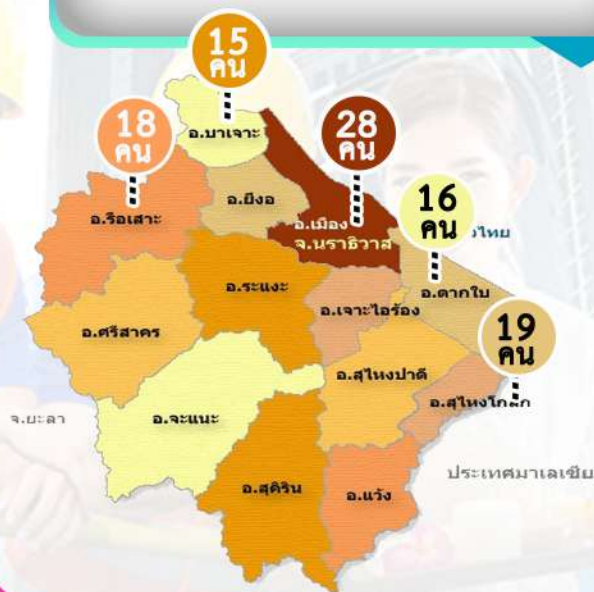 15
คน
18
คน
28
คน
อ.บาเจาะ
อ.ยี่งอ
16
คน
อ.รือเสาะ
อ.เมือง
จ.นราธิวาส
วไทย
อ.ระแงะ
อ.ตากใบ
อ.เจาะไอร้อง
19
คน
อ.ศรีสาคร
อ.สุไหงปาดี
อ.สุไหงโกลก
จ.ยะลา
อ.จะแนะ
ประเทศมาเลเซีย
อ.สุคิริน
อ.แว้ง